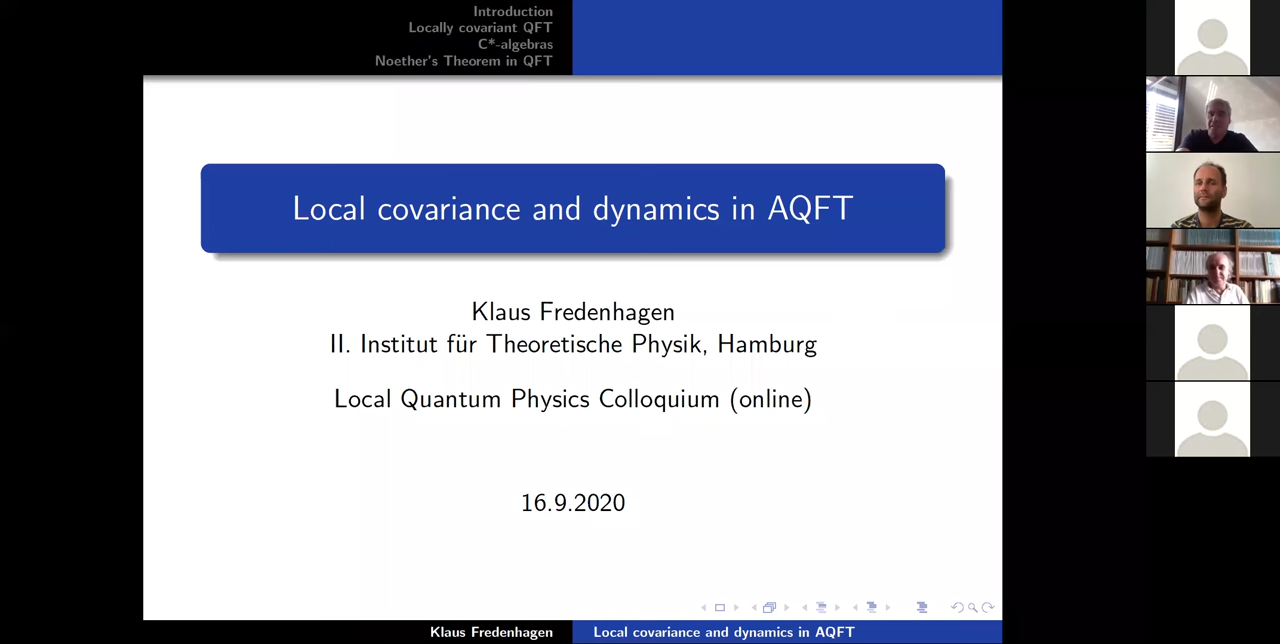 Introduction
Locally covariant QFT
C*-algebras
Noether's Theorem in QFT
Local covariance and dynamics in AQFT
Klaus Fredenhagen
II. Institut für Theoretische Physik, Hamburg
Local Quantum Physics Colloquium (online)
16.9.2020
Klaus Fredenhagen
Local covariance and dynamics in AQFT